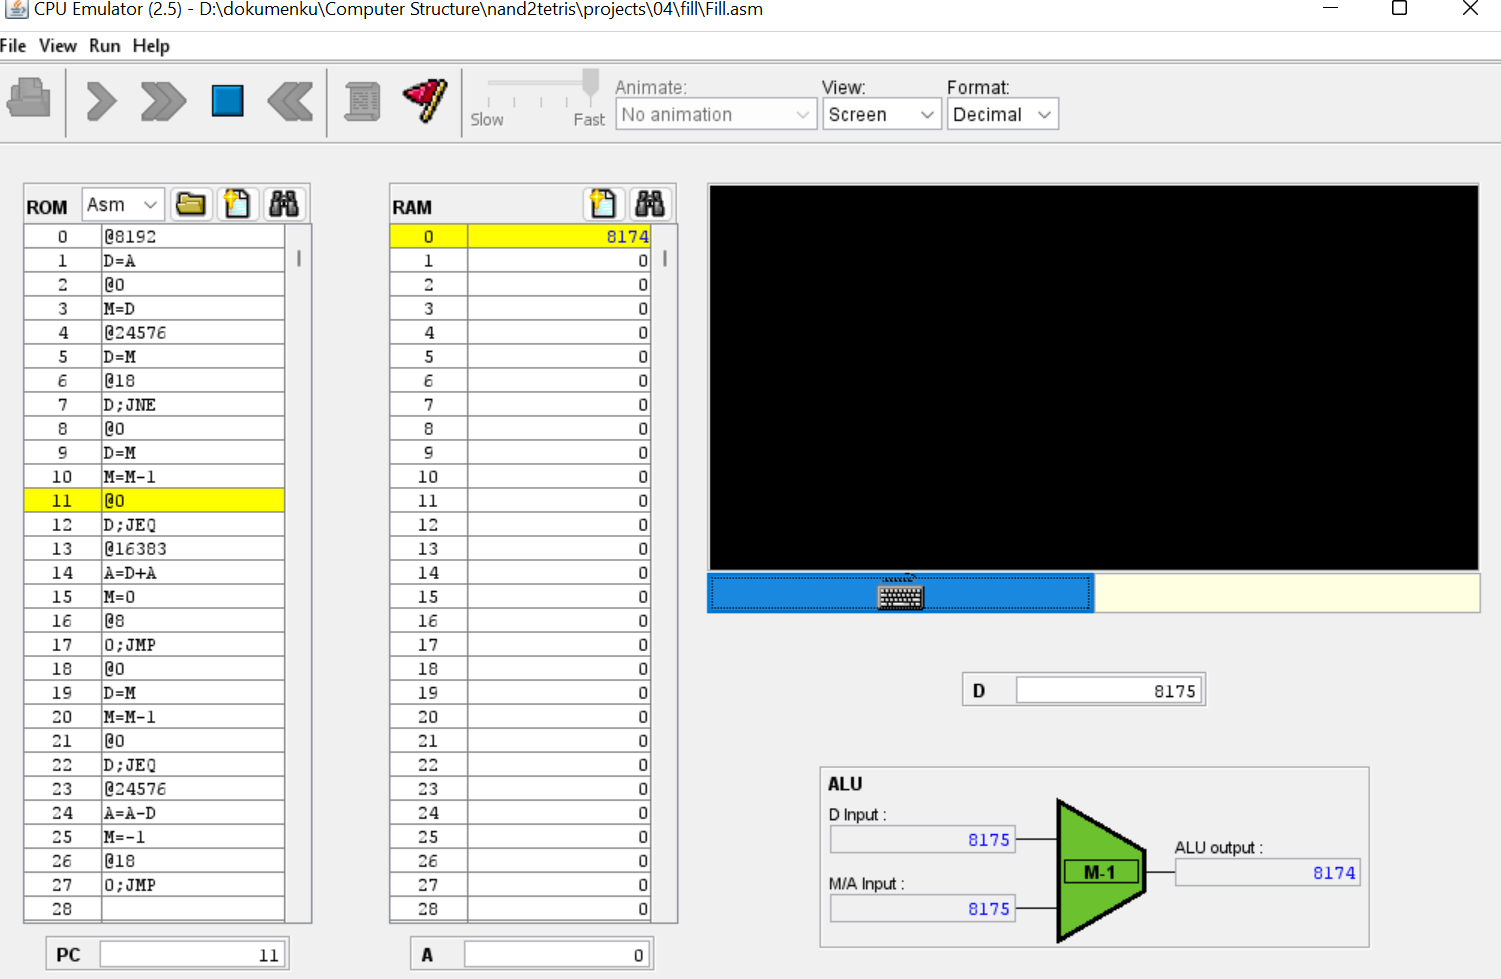 CPU Emulator (2.5) - D:\dokumenku\Computer Structure\nand2tetris\projects\04\fill\Fill.asm
File View Run Help
Animate: View: Format:
Slow Fast No animation Screen Decimal
ROM Asm
0 @8192
1 D=A
2 @0
3 M=D
4 @24576
5 D=M
6 @18
7 D;JNE
8 @0
9 D=M
10 M=M-1
11 @0
12 D;JEQ
13 @16383
14 A=D+A
15 M=0
16 @8
17 0;JMP
18 @0
19 D=M
20 M=M-1
21 @0
22 D;JEQ
23 @24576
24 A=A-D
25 M=-1
26 @18
27 0;JMP
28
PC 11
RAM
0 8174
1 0
2 0
3 0
4 0
5 0
6 0
7 0
8 0
9 0
10 0
11 0
12 0
13 0
14 0
15 0
16 0
17 0
18 0
19 0
20 0
21 0
22 0
23 0
24 0
25 0
26 0
27 0
28 0
A 0
D 8175
ALU
D Input :
8175
M/A Input :
8175
M-1
ALU output :
8174